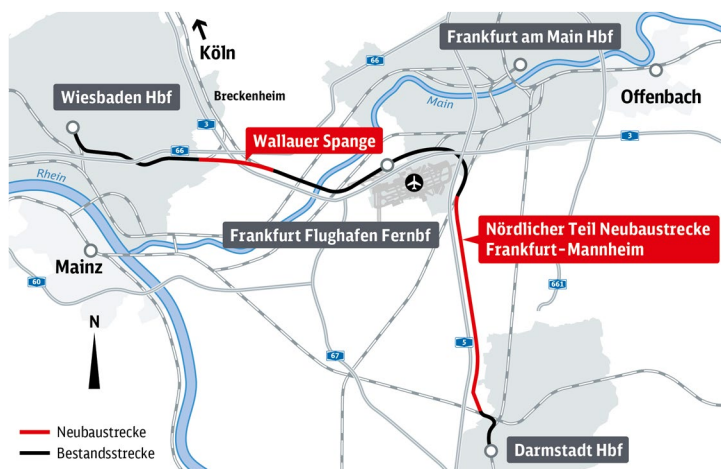 Köln
Frankfurt am Main Hbf
66
Wiesbaden Hbf
Breckenheim
Main
Offenbach
3
66
Wallauer Spange
3
Rhein
Frankfurt Flughafen Fernbf
Nördlicher Teil Neubaustrecke
Frankfurt–Mannheim
Mainz
60
661
N
5
67
Neubaustrecke
Bestandsstrecke
Darmstadt Hbf